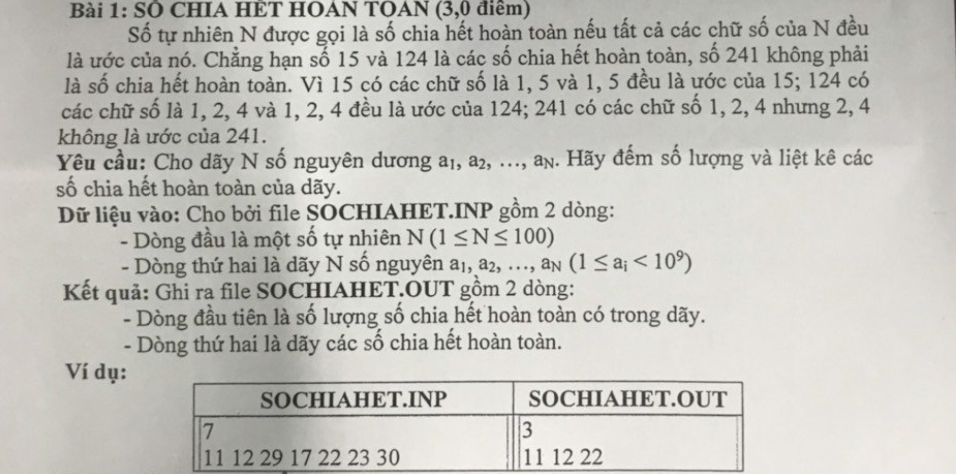 Bài 1: SỐ CHIA HẾT HOÀN TOÀN (3,0 điểm)
Số tự nhiên N được gọi là số chia hết hoàn toàn nếu tất cả các chữ số của N đều
là ước của nó. Chẳng hạn số 15 và 124 là các số chia hết hoàn toàn, số 241 không phải
là số chia hết hoàn toàn. Vì 15 có các chữ số là 1, 5 và 1, 5 đều là ước của 15; 124 có
các chữ số là 1, 2, 4 và 1, 2, 4 đều là ước của 124; 241 có các chữ số 1, 2, 4 nhưng 2, 4
không là ước của 241.
Yêu cầu: Cho dãy N số nguyên dương a₁, a₂, …, aN. Hãy đếm số lượng và liệt kê các
số chia hết hoàn toàn của dãy.
Dữ liệu vào: Cho bởi file SOCHIAHET.INP gồm 2 dòng:
- Dòng đầu là một số tự nhiên N (1 ≤ N ≤ 100)
- Dòng thứ hai là dãy N số nguyên a₁, a₂, …, aN (1 ≤ aᵢ < 10⁹)
Kết quả: Ghi ra file SOCHIAHET.OUT gồm 2 dòng:
- Dòng đầu tiên là số lượng số chia hết hoàn toàn có trong dãy.
- Dòng thứ hai là dãy các số chia hết hoàn toàn.
Ví dụ:
SOCHIAHET.INP SOCHIAHET.OUT
7 3
11 12 29 17 22 23 30 11 12 22